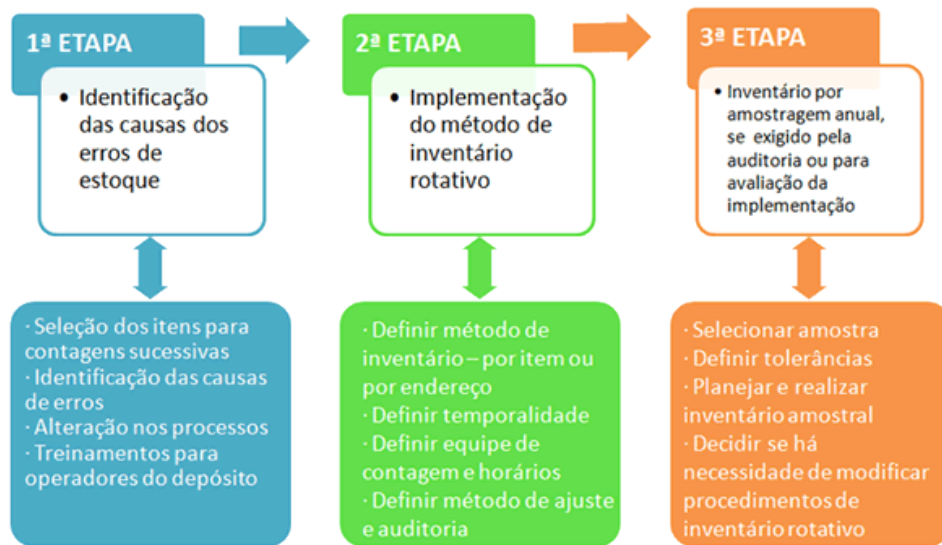 1ª ETAPA
• Identificação
das causas dos
erros de
estoque
· Seleção dos itens para
contagens sucessivas
· Identificação das causas
de erros
· Alteração nos processos
· Treinamentos para
operadores do depósito
2ª ETAPA
• Implementação
do método de
inventário
rotativo
· Definir método de
inventário – por item ou
por endereço
· Definir temporalidade
· Definir equipe de
contagem e horários
· Definir método de ajuste
e auditoria
3ª ETAPA
• Inventário por
amostragem anual,
se exigido pela
auditoria ou para
avaliação da
implementação
· Selecionar amostra
· Definir tolerâncias
· Planejar e realizar
inventário amostral
· Decidir se há
necessidade de modificar
procedimentos de
inventário rotativo